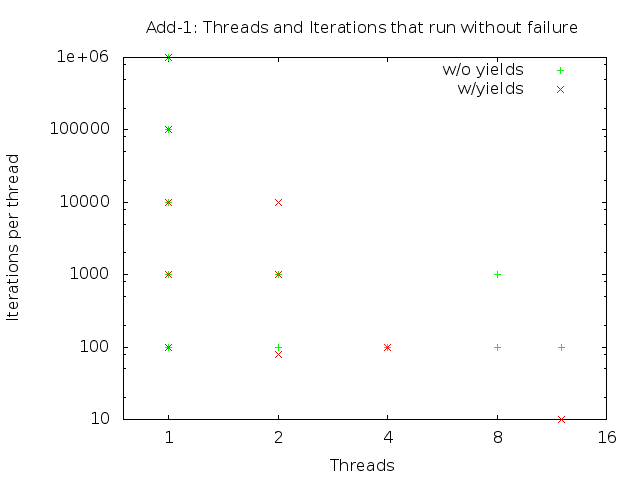 Add-1: Threads and Iterations that run without failure
w/o yields
w/yields
1e+06
100000
10000
1000
100
10
Iterations per thread
1 2 4 8 16
Threads